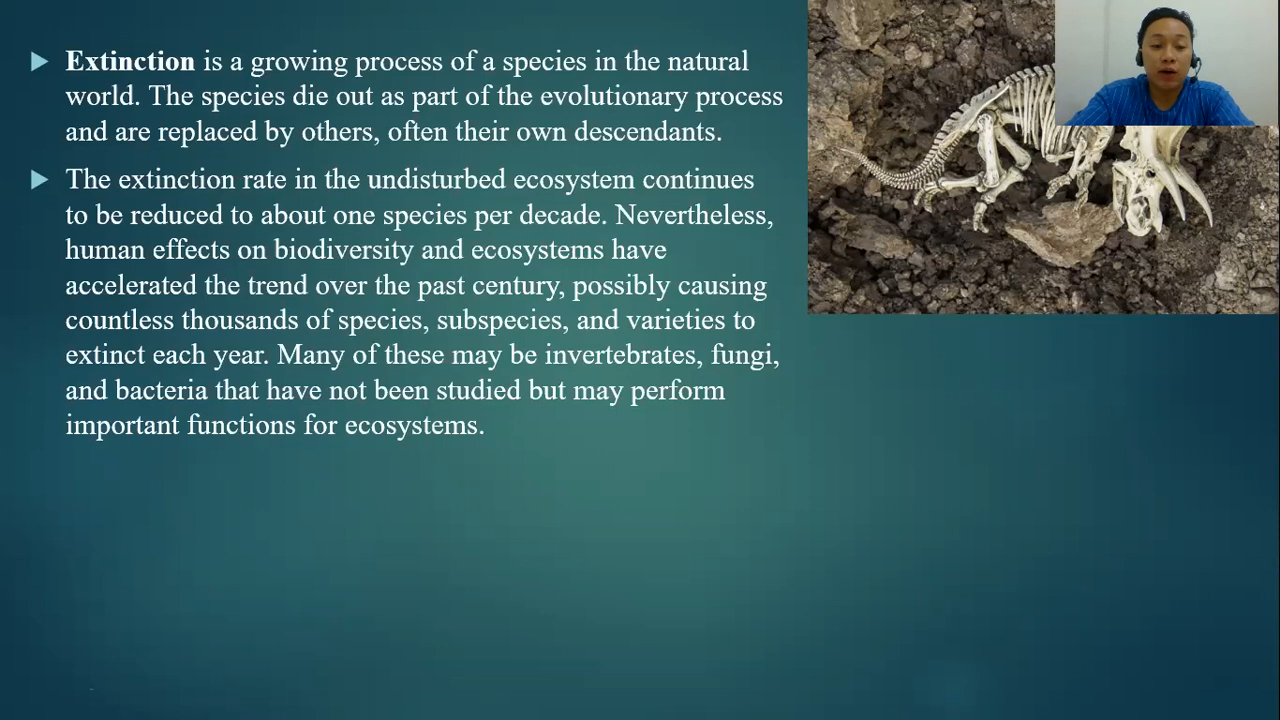 Extinction is a growing process of a species in the natural
world. The species die out as part of the evolutionary process
and are replaced by others, often their own descendants.
The extinction rate in the undisturbed ecosystem continues
to be reduced to about one species per decade. Nevertheless,
human effects on biodiversity and ecosystems have
accelerated the trend over the past century, possibly causing
countless thousands of species, subspecies, and varieties to
extinct each year. Many of these may be invertebrates, fungi,
and bacteria that have not been studied but may perform
important functions for ecosystems.